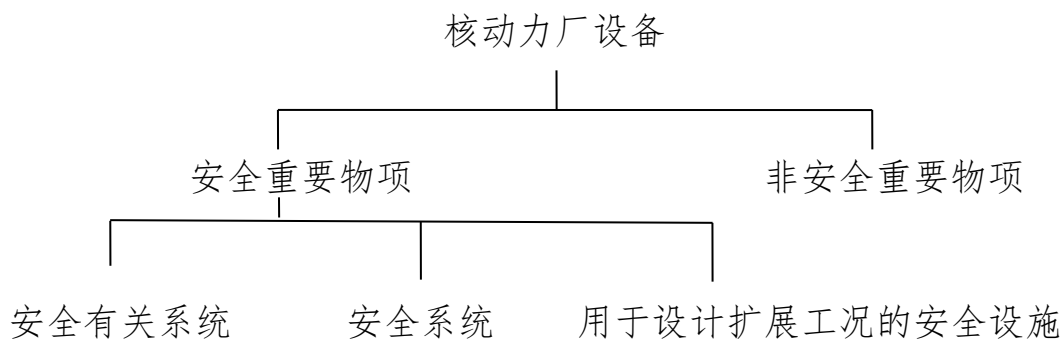 核动力厂设备
安全重要物项
非安全重要物项
安全有关系统
安全系统
用于设计扩展工况的安全设施